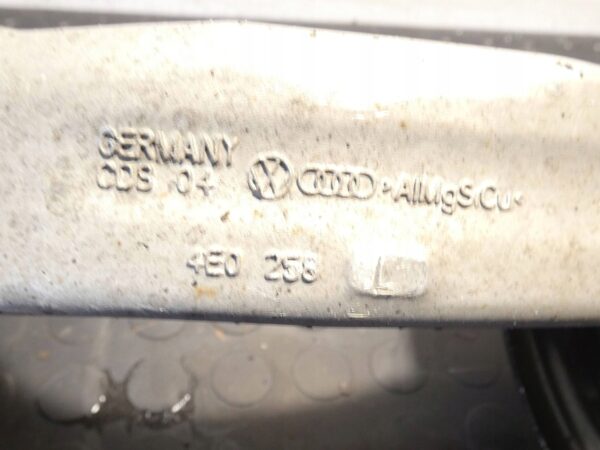 GERMANY
CDS 04 >AlMgSiCu<
4E0 258 L